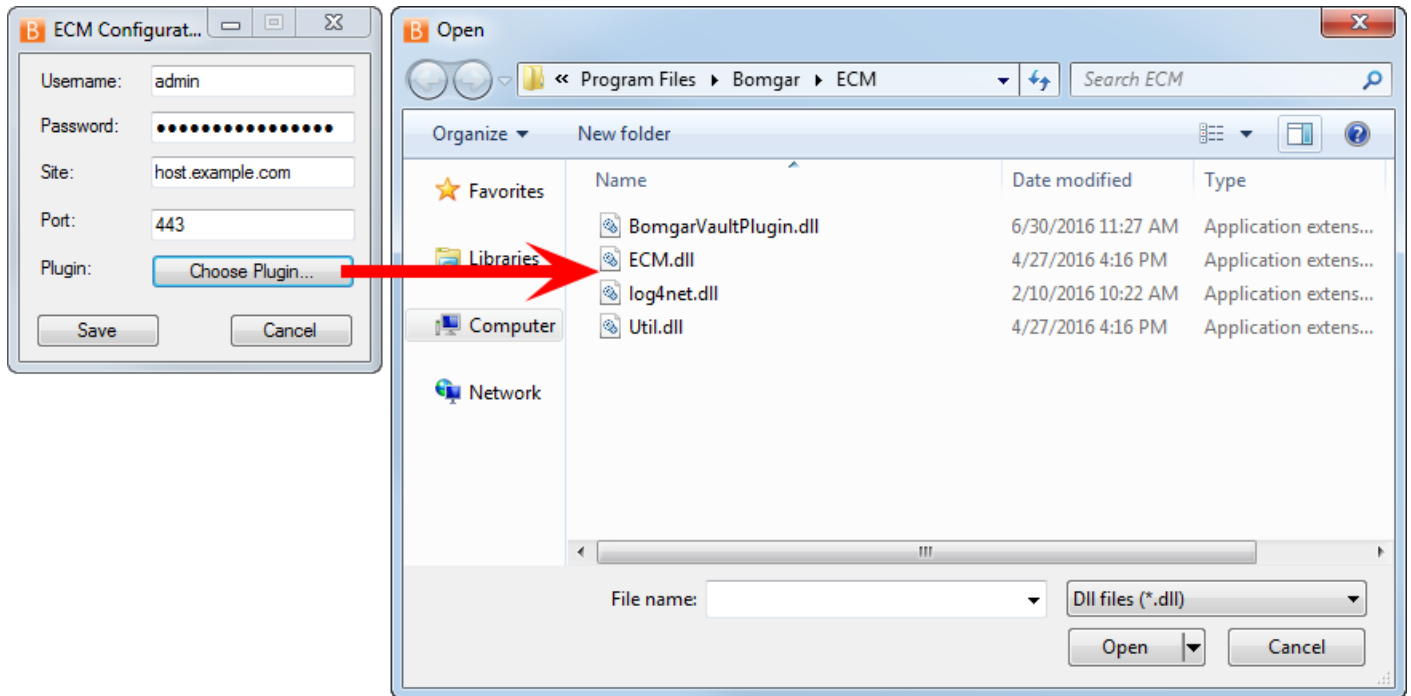 B ECM Configurat...
Username: admin
Password: ●●●●●●●●●●●●●●●●
Site: host.example.com
Port: 443
Plugin: Choose Plugin...
Save Cancel
B Open
« Program Files Bomgar ECM Search ECM
Organize New folder
Favorites
Libraries
Computer
Network
Name Date modified Type
BomgarVaultPlugin.dll 6/30/2016 11:27 AM Application extens...
ECM.dll 4/27/2016 4:16 PM Application extens...
log4net.dll 2/10/2016 10:22 AM Application extens...
Util.dll 4/27/2016 4:16 PM Application extens...
File name: Dll files (*.dll)
Open Cancel